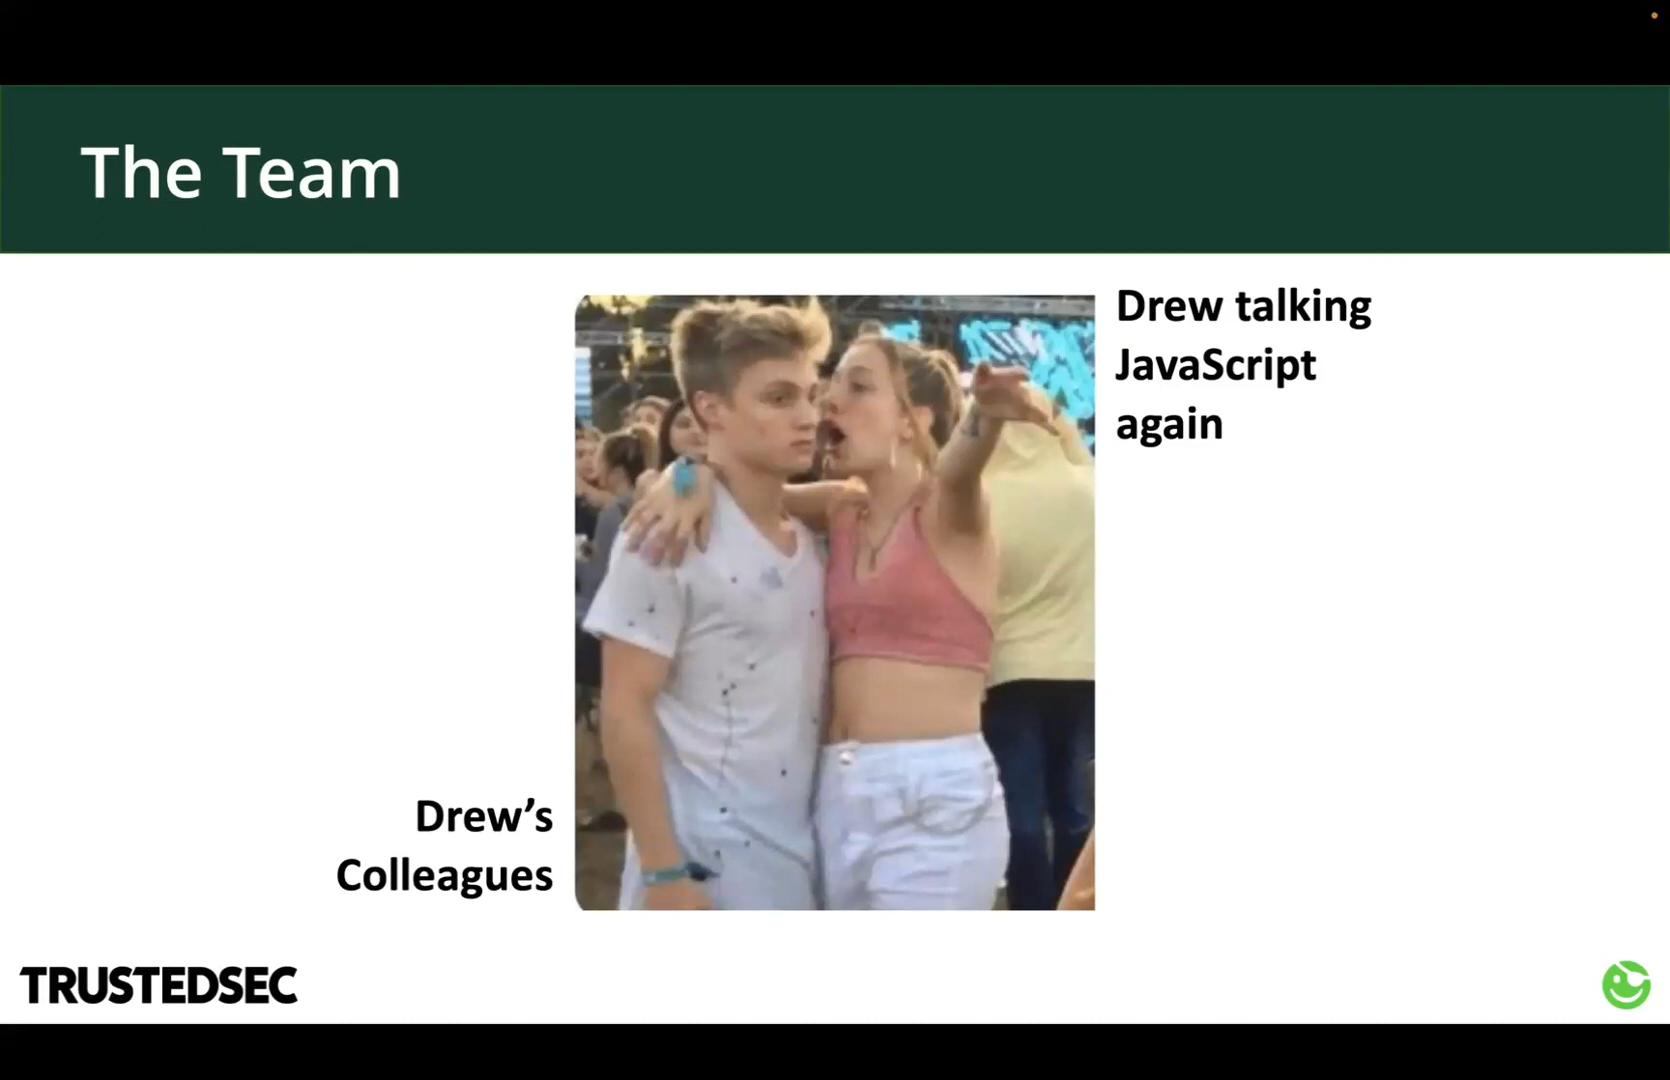 The Team
Drew talking
JavaScript
again
Drew’s
Colleagues
TRUSTEDSEC